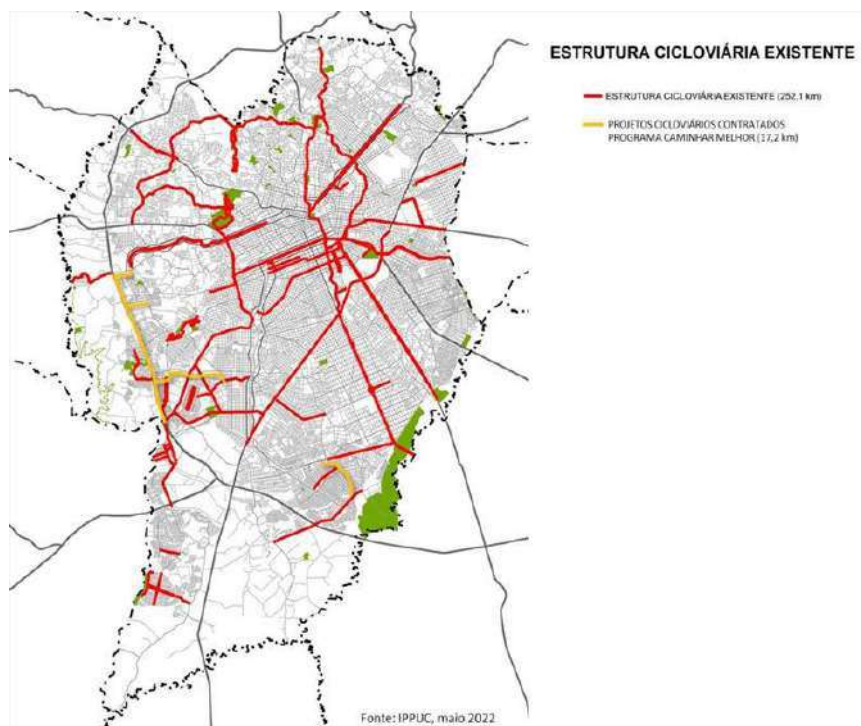 ESTRUTURA CICLOVIÁRIA EXISTENTE
ESTRUTURA CICLOVIÁRIA EXISTENTE (252,1 km)
PROJETOS CICLOVIÁRIOS CONTRATADOS
PROGRAMA CAMINHAR MELHOR (17,2 km)
Fonte: IPPUC, maio 2022